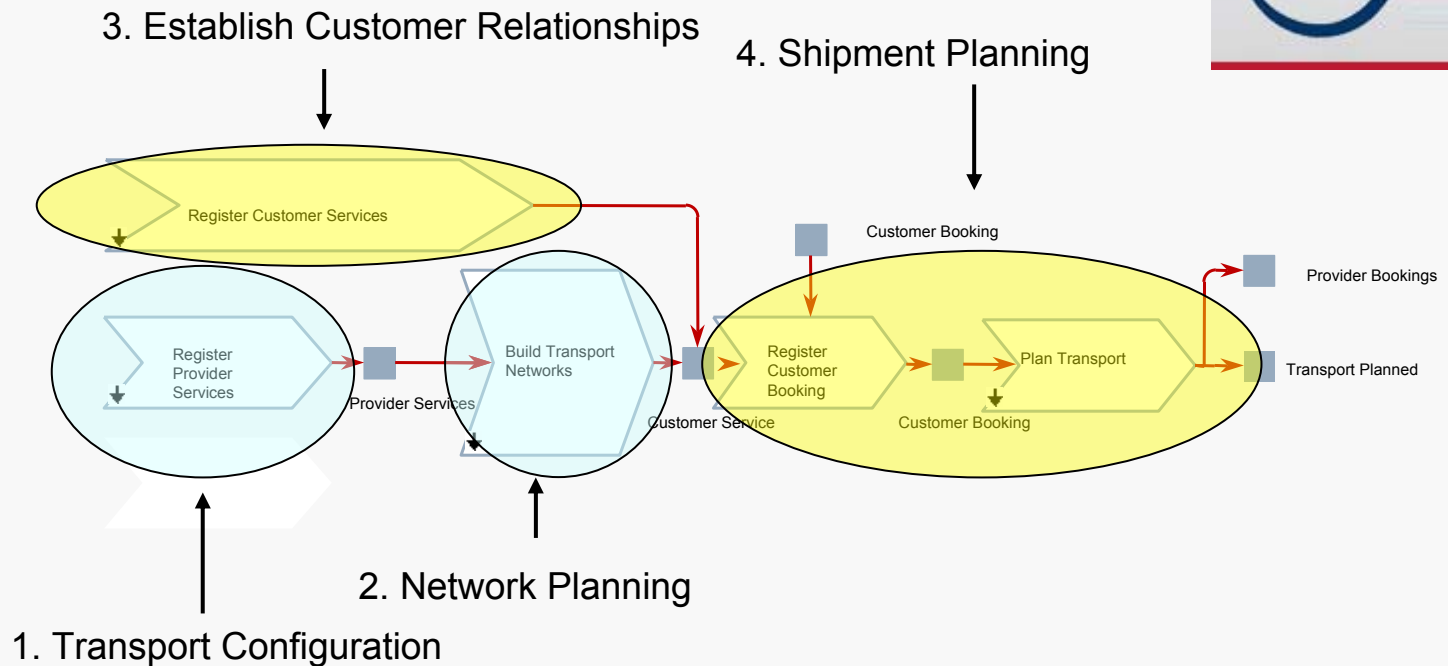 3. Establish Customer Relationships
4. Shipment Planning
Register Customer Services
Customer Booking
Provider Bookings
Register
Provider
Services
Provider Services
Build Transport
Networks
Customer Service
Register
Customer
Booking
Customer Booking
Plan Transport
Transport Planned
2. Network Planning
1. Transport Configuration